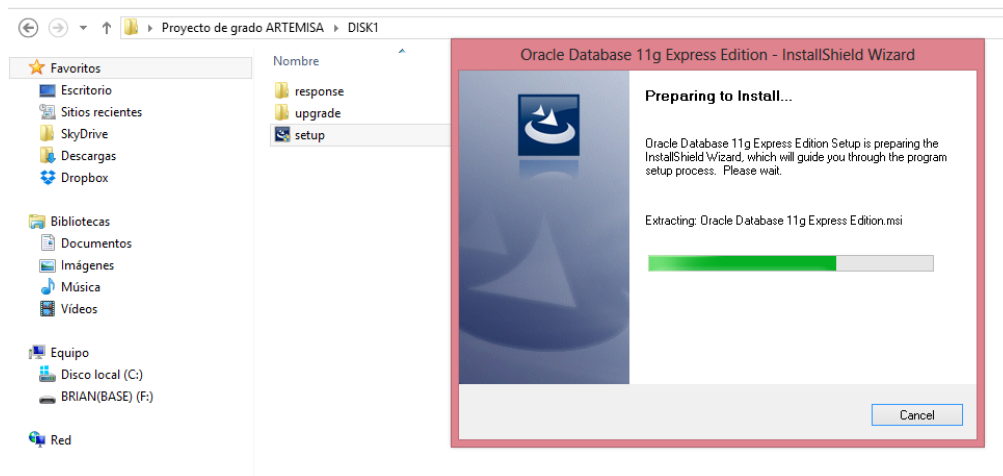 Proyecto de grado ARTEMISA ▸ DISK1
Favoritos
Escritorio
Sitios recientes
SkyDrive
Descargas
Dropbox
Bibliotecas
Documentos
Imágenes
Música
Vídeos
Equipo
Disco local (C:)
BRIAN(BASE) (F:)
Red
Nombre
response
upgrade
setup
Oracle Database 11g Express Edition - InstallShield Wizard
Preparing to Install...
Oracle Database 11g Express Edition Setup is preparing the
InstallShield Wizard, which will guide you through the program
setup process. Please wait.
Extracting: Oracle Database 11g Express Edition.msi
Cancel